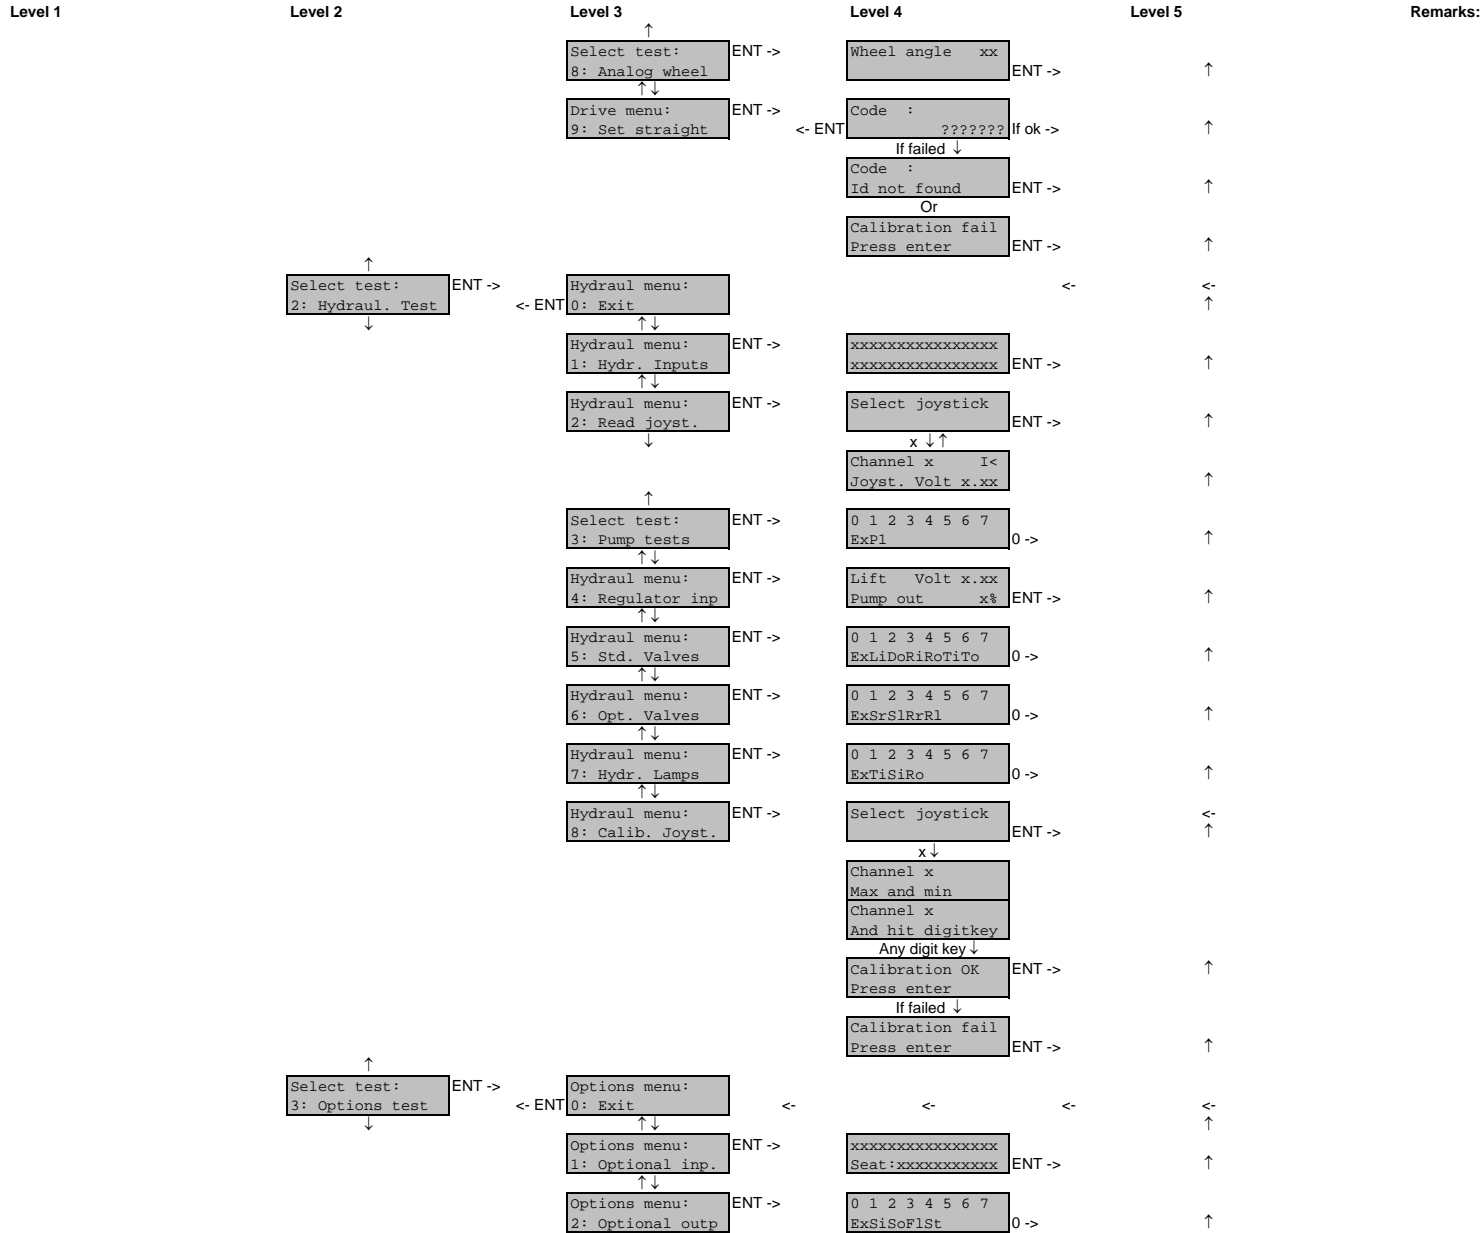 Level 1 Level 2 Level 3 Level 4 Level 5 Remarks:
↑
Select test: ENT -> Wheel angle xx
8: Analog wheel ENT -> ↑
↑↓
Drive menu: ENT -> Code :
9: Set straight <- ENT ??????? If ok -> ↑
If failed ↓
Code :
Id not found ENT -> ↑
Or
Calibration fail
Press enter ENT -> ↑
↑
Select test: ENT -> Hydraul menu: <- <-
2: Hydraul. Test <- ENT 0: Exit ↑
↓ ↑↓
Hydraul menu: ENT -> xxxxxxxxxxxxxxxx
1: Hydr. Inputs xxxxxxxxxxxxxxxx ENT -> ↑
↑↓
Hydraul menu: ENT -> Select joystick
2: Read joyst. ENT -> ↑
↓ x ↓↑
Channel x I<
Joyst. Volt x.xx ↑
↑
Select test: ENT -> 0 1 2 3 4 5 6 7
3: Pump tests ExP1 0 -> ↑
↑↓
Hydraul menu: ENT -> Lift Volt x.xx
4: Regulator inp Pump out x% ENT -> ↑
↑↓
Hydraul menu: ENT -> 0 1 2 3 4 5 6 7
5: Std. Valves ExLiDoRiRoTiTo 0 -> ↑
↑↓
Hydraul menu: ENT -> 0 1 2 3 4 5 6 7
6: Opt. Valves ExSrSlRrRl 0 -> ↑
↑↓
Hydraul menu: ENT -> 0 1 2 3 4 5 6 7
7: Hydr. Lamps ExTiSiRo 0 -> ↑
↑↓
Hydraul menu: ENT -> Select joystick <-
8: Calib. Joyst. ENT -> ↑
x ↓
Channel x
Max and min
Channel x
And hit digitkey
Any digit key ↓
Calibration OK ENT -> ↑
Press enter
If failed ↓
Calibration fail
Press enter ENT -> ↑
↑
Select test: ENT -> Options menu:
3: Options test <- ENT 0: Exit <- <- <- <-
↓ ↑↓ ↑
Options menu: ENT -> xxxxxxxxxxxxxxxx
1: Optional inp. Seat:xxxxxxxxxxx ENT -> ↑
↑↓
Options menu: ENT -> 0 1 2 3 4 5 6 7
2: Optional outp ExSiSoFlSt 0 -> ↑